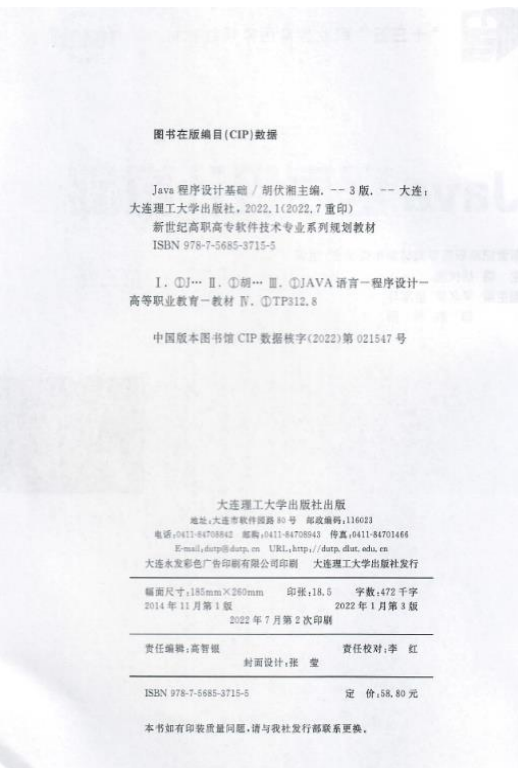 图书在版编目(CIP)数据
Java 程序设计基础 / 胡伏湘主编. -- 3 版. -- 大连:
大连理工大学出版社, 2022.1(2022.7 重印)
新世纪高职高专软件技术专业系列规划教材
ISBN 978-7-5685-3715-5
Ⅰ. ①J… Ⅱ. ①胡… Ⅲ. ①JAVA 语言－程序设计－
高等职业教育－教材 Ⅳ. ①TP312.8
中国版本图书馆 CIP 数据核字(2022)第 021547 号
大连理工大学出版社出版
地址:大连市软件园路 80 号 邮政编码:116023
电话:0411-84708842 邮购:0411-84708943 传真:0411-84701466
E-mail:dutp@dutp.cn URL:http://dutp.dlut.edu.cn
大连永发彩色广告印刷有限公司印刷 大连理工大学出版社发行
幅面尺寸:185mm×260mm 印张:18.5 字数:472 千字
2014 年 11 月第 1 版 2022 年 1 月第 3 版
2022 年 7 月第 2 次印刷
责任编辑:高智银 责任校对:李 红
封面设计:张 莹
ISBN 978-7-5685-3715-5 定 价:58.80 元
本书如有印装质量问题,请与我社发行部联系更换。